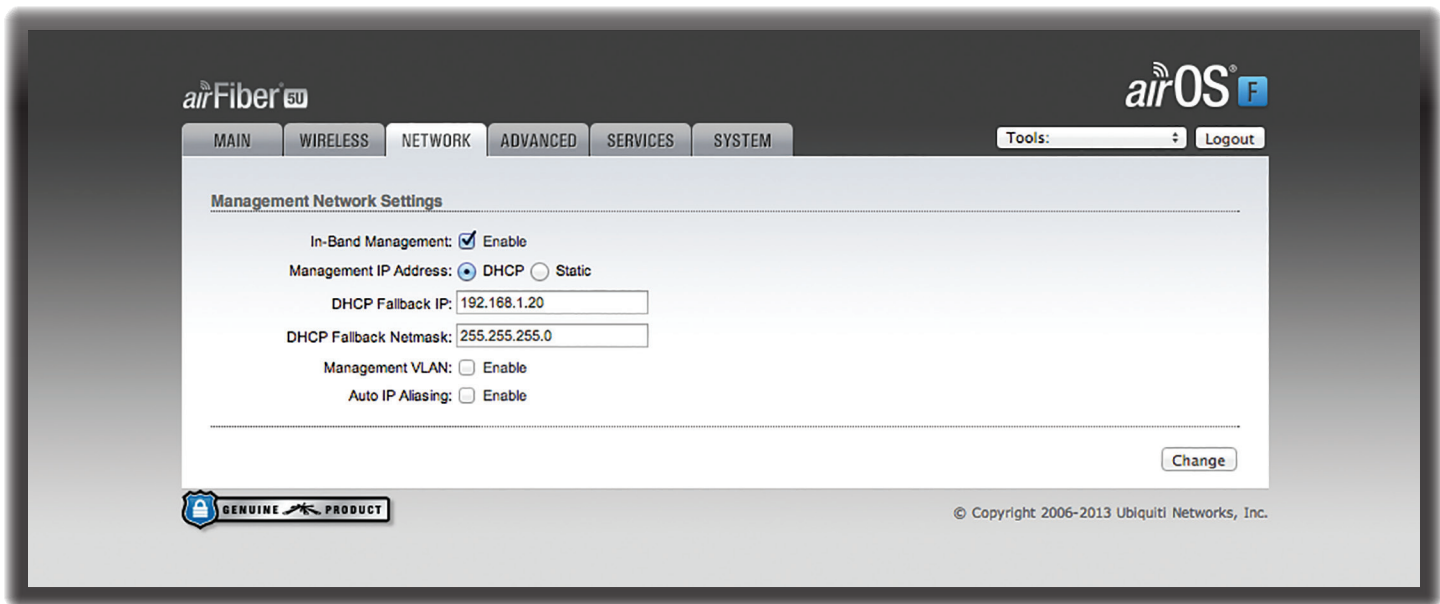 airFiber 5U
airOS® F
MAIN WIRELESS NETWORK ADVANCED SERVICES SYSTEM
Tools: Logout
Management Network Settings
In-Band Management: Enable
Management IP Address: DHCP Static
DHCP Fallback IP: 192.168.1.20
DHCP Fallback Netmask: 255.255.255.0
Management VLAN: Enable
Auto IP Aliasing: Enable
Change
GENUINE PRODUCT
© Copyright 2006-2013 Ubiquiti Networks, Inc.